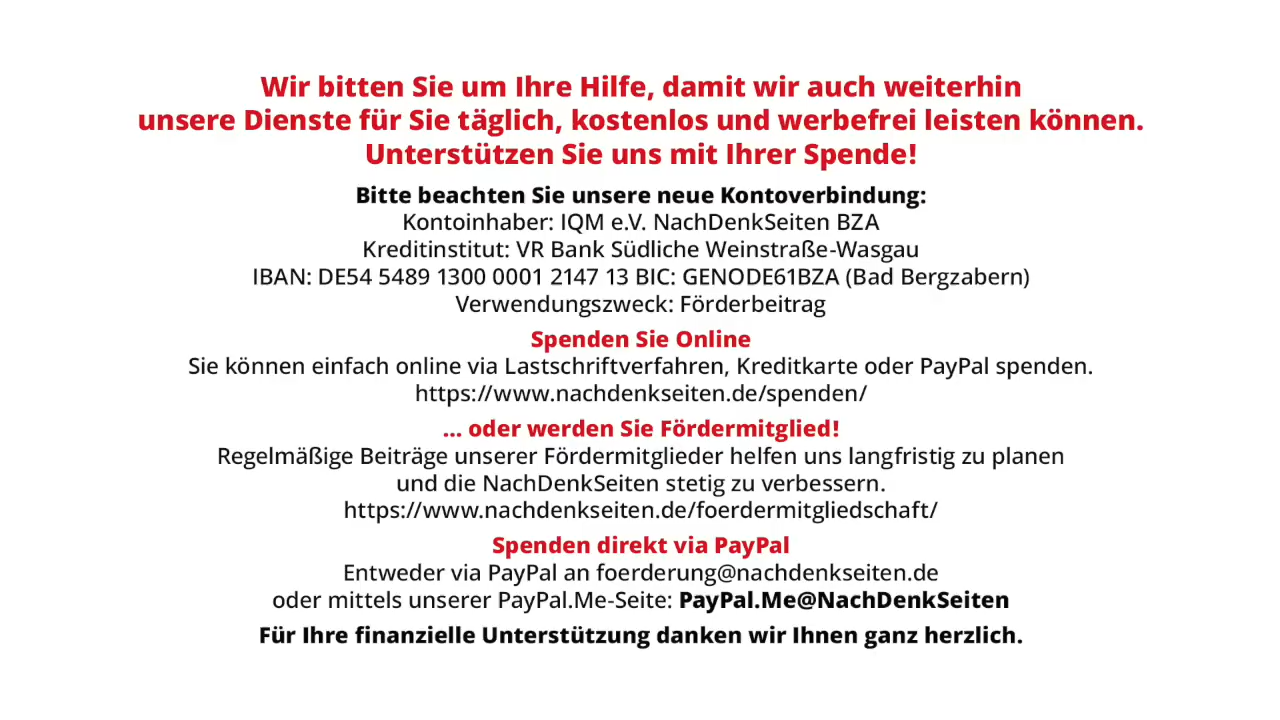 Wir bitten Sie um Ihre Hilfe, damit wir auch weiterhin
unsere Dienste für Sie täglich, kostenlos und werbefrei leisten können.
Unterstützen Sie uns mit Ihrer Spende!
Bitte beachten Sie unsere neue Kontoverbindung:
Kontoinhaber: IQM e.V. NachDenkSeiten BZA
Kreditinstitut: VR Bank Südliche Weinstraße-Wasgau
IBAN: DE54 5489 1300 0001 2147 13 BIC: GENODE61BZA (Bad Bergzabern)
Verwendungszweck: Förderbeitrag
Spenden Sie Online
Sie können einfach online via Lastschriftverfahren, Kreditkarte oder PayPal spenden.
https://www.nachdenkseiten.de/spenden/
... oder werden Sie Fördermitglied!
Regelmäßige Beiträge unserer Fördermitglieder helfen uns langfristig zu planen
und die NachDenkSeiten stetig zu verbessern.
https://www.nachdenkseiten.de/foerdermitgliedschaft/
Spenden direkt via PayPal
Entweder via PayPal an foerderung@nachdenkseiten.de
oder mittels unserer PayPal.Me-Seite: PayPal.Me@NachDenkSeiten
Für Ihre finanzielle Unterstützung danken wir Ihnen ganz herzlich.